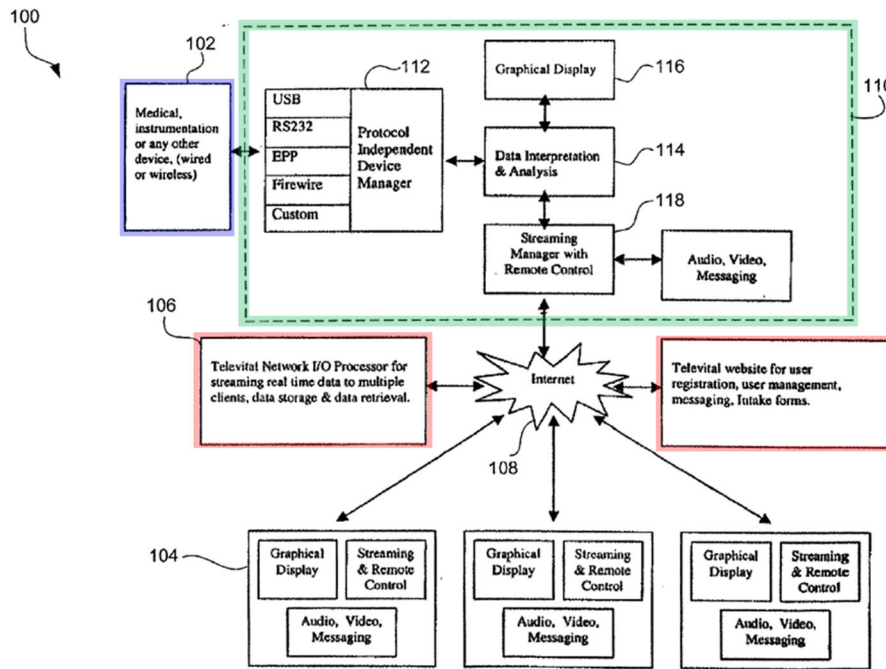 100
102
Medical,
instrumentation
or any other
device, (wired
or wireless)
112
USB
RS232
EPP
Firewire
Custom
Protocol
Independent
Device
Manager
Graphical Display
116
110
Data Interpretation
& Analysis
114
118
Streaming
Manager with
Remote Control
Audio, Video,
Messaging
106
Televital Network I/O Processor for
streaming real time data to multiple
clients, data storage & data retrieval.
Internet
108
Televital website for user
registration, user management,
messaging, Intake forms.
104
Graphical
Display
Streaming
& Remote
Control
Audio, Video,
Messaging
Graphical
Display
Streaming
& Remote
Control
Audio, Video,
Messaging
Graphical
Display
Streaming
& Remote
Control
Audio, Video,
Messaging